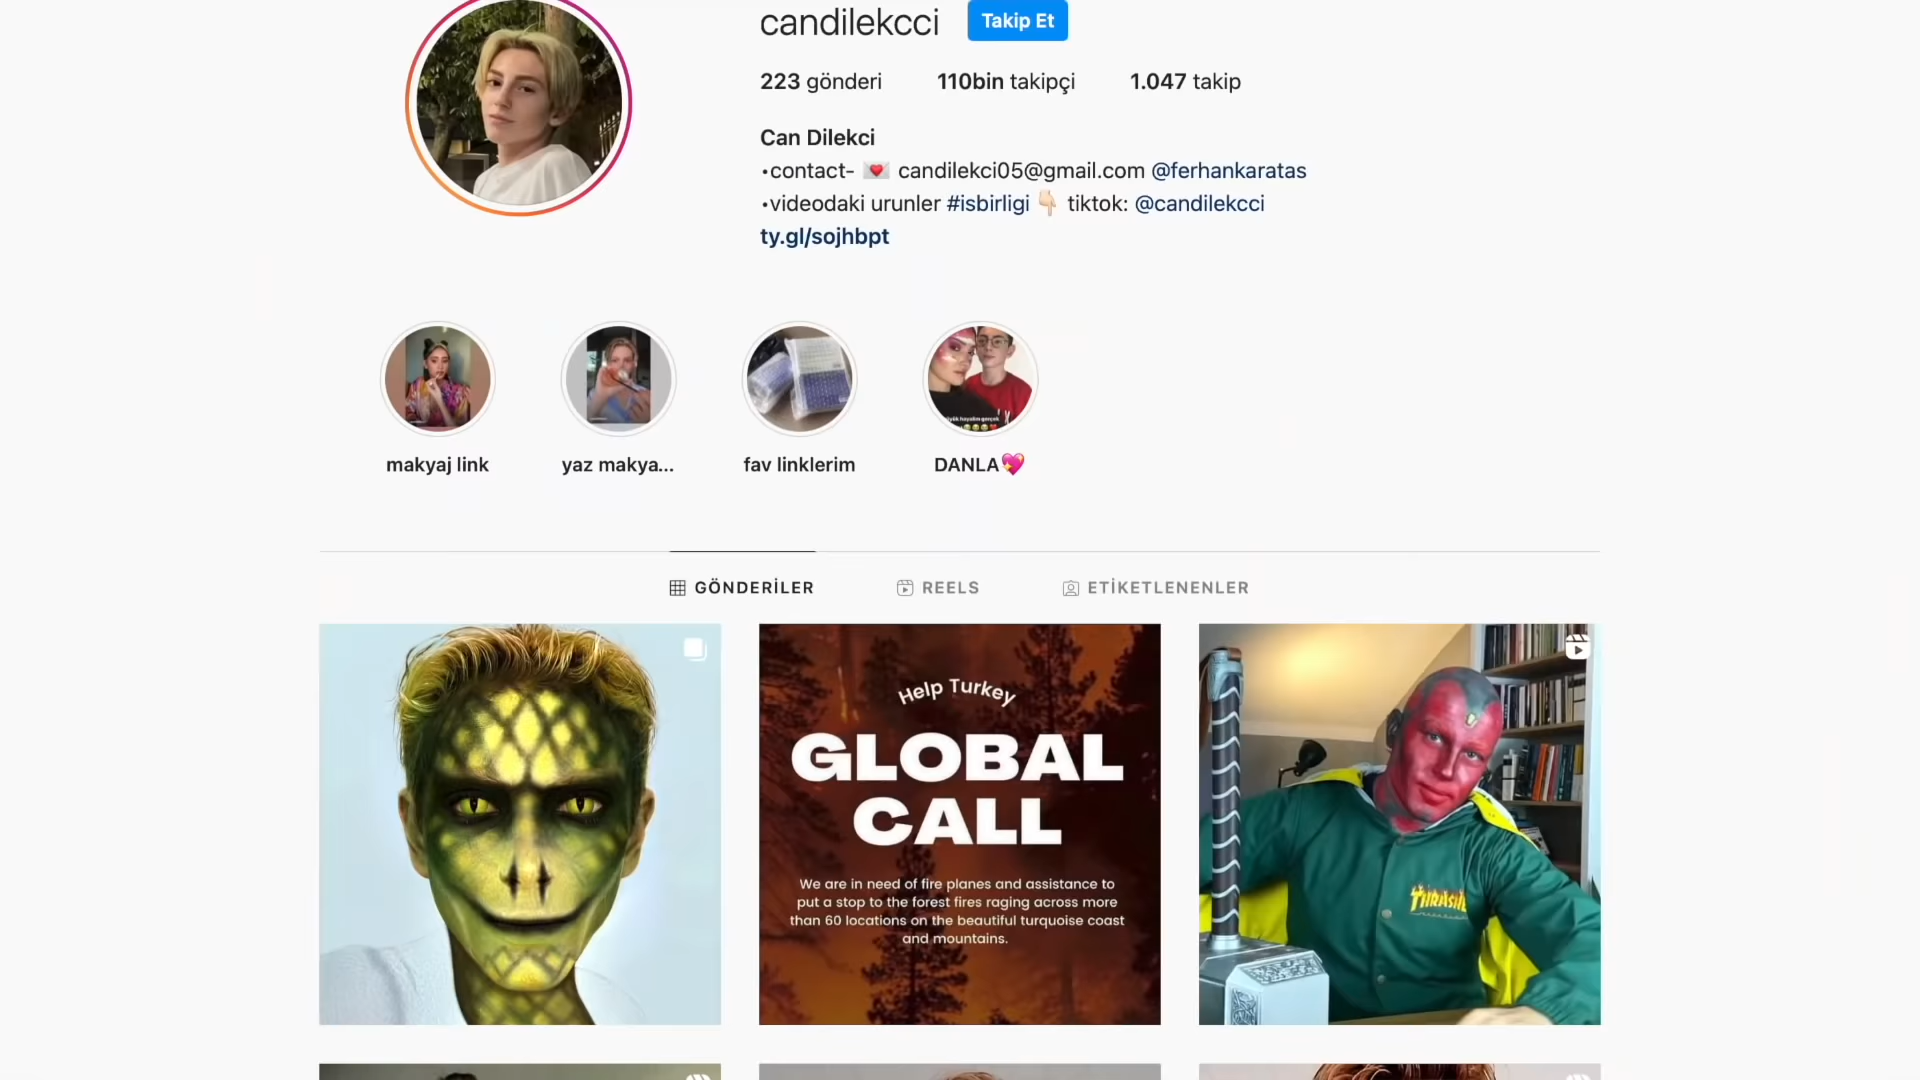 candilekcci Takip Et
223 gönderi 110bin takipçi 1.047 takip
Can Dilekci
•contact- 💌 candilekci05@gmail.com @ferhankaratas
•videodaki urunler #isbirligi 👇🏻 tiktok: @candilekcci
ty.gl/sojhbpt
makyaj link
yaz makya...
fav linklerim
DANLA💖
GÖNDERİLER REELS ETİKETLENENLER
Help Turkey
GLOBAL
CALL
We are in need of fire planes and assistance to
put a stop to the forest fires raging across more
than 60 locations on the beautiful turquoise coast
and mountains.